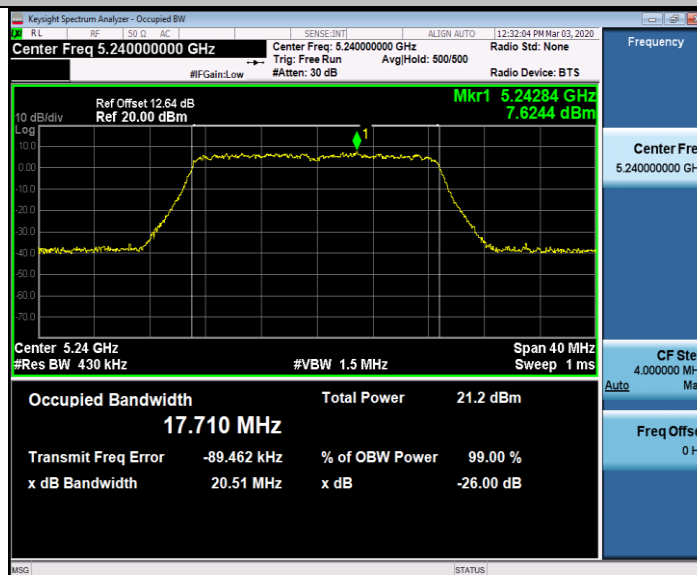 Keysight Spectrum Analyzer - Occupied BW
RL RF 50 Ω AC SENSE:INT ALIGN AUTO 12:32:04 PM Mar 03, 2020
Center Freq 5.240000000 GHz
Center Freq: 5.240000000 GHz
Radio Std: None
Trig: Free Run
Avg|Hold: 500/500
#IFGain:Low
#Atten: 30 dB
Radio Device: BTS
Frequency
Ref Offset 12.64 dB
Mkr1 5.24284 GHz
10 dB/div
Ref 20.00 dBm
7.6244 dBm
Log
1
10.0
0.00
-10.0
-20.0
-30.0
-40.0
-50.0
-60.0
-70.0
Center Fre
5.240000000 GH
Center 5.24 GHz
Span 40 MHz
#Res BW 430 kHz
#VBW 1.5 MHz
Sweep 1 ms
CF Ste
4.000000 MH
Auto Ma
Occupied Bandwidth
Total Power
21.2 dBm
17.710 MHz
Freq Offse
0 H
Transmit Freq Error
-89.462 kHz
% of OBW Power
99.00 %
x dB Bandwidth
20.51 MHz
x dB
-26.00 dB
MSG
STATUS